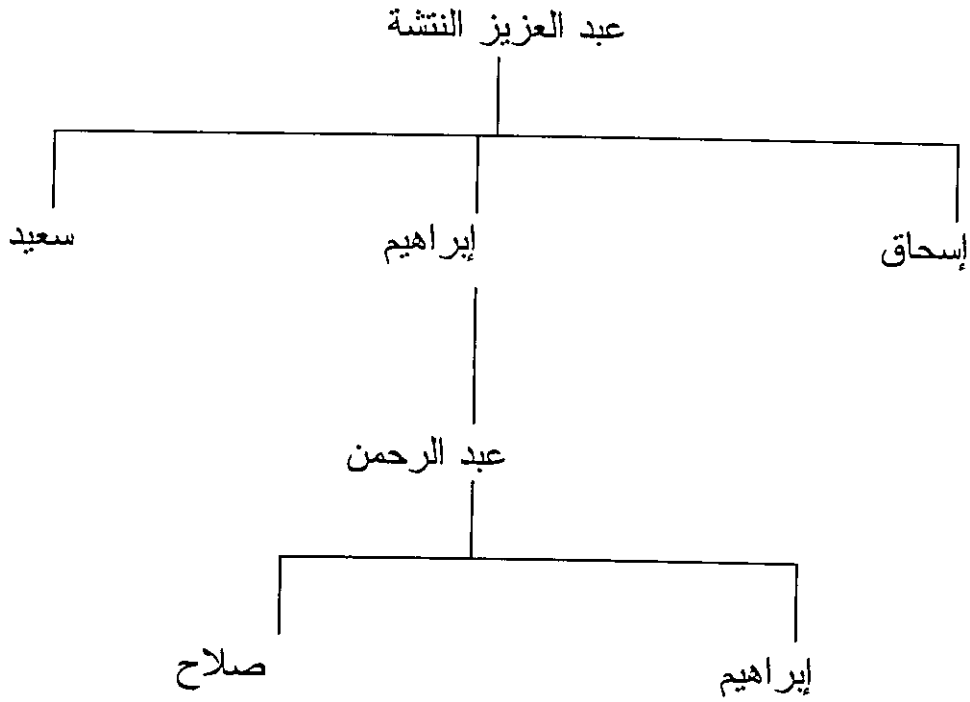 عبد العزيز النتشة
إسحاق إبراهيم سعيد
عبد الرحمن
إبراهيم صلاح